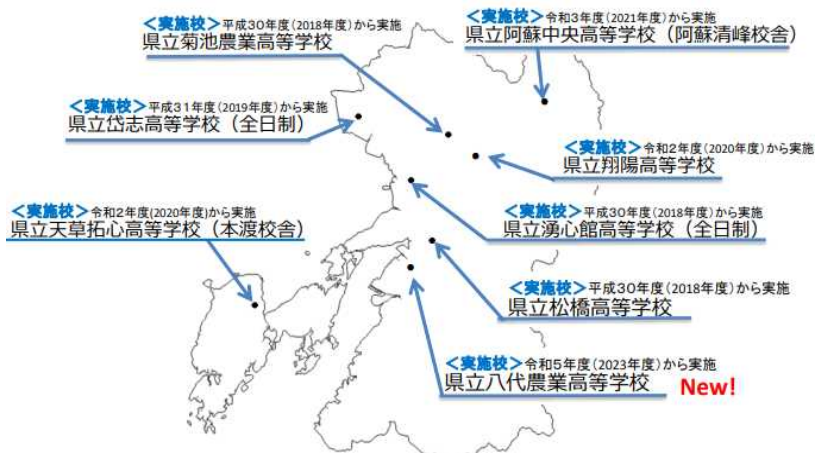 <実施校>平成30年度(2018年度)から実施
県立菊池農業高等学校
<実施校>令和3年度(2021年度)から実施
県立阿蘇中央高等学校(阿蘇清峰校舎)
<実施校>平成31年度(2019年度)から実施
県立岱志高等学校(全日制)
<実施校>令和2年度(2020年度)から実施
県立翔陽高等学校
<実施校>令和2年度(2020年度)から実施
県立天草拓心高等学校(本渡校舎)
<実施校>平成30年度(2018年度)から実施
県立湧心館高等学校(全日制)
<実施校>平成30年度(2018年度)から実施
県立松橋高等学校
<実施校>令和5年度(2023年度)から実施
県立八代農業高等学校 New!